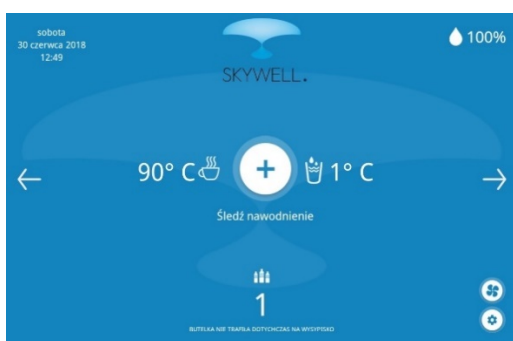 sobota
30 czerwca 2018
12:49
100%
SKYWELL.
90° C
1° C
Śledź nawodnienie
1
BUTELKA NIE TRAFIŁA DOTYCHCZAS NA WYSYPISKO